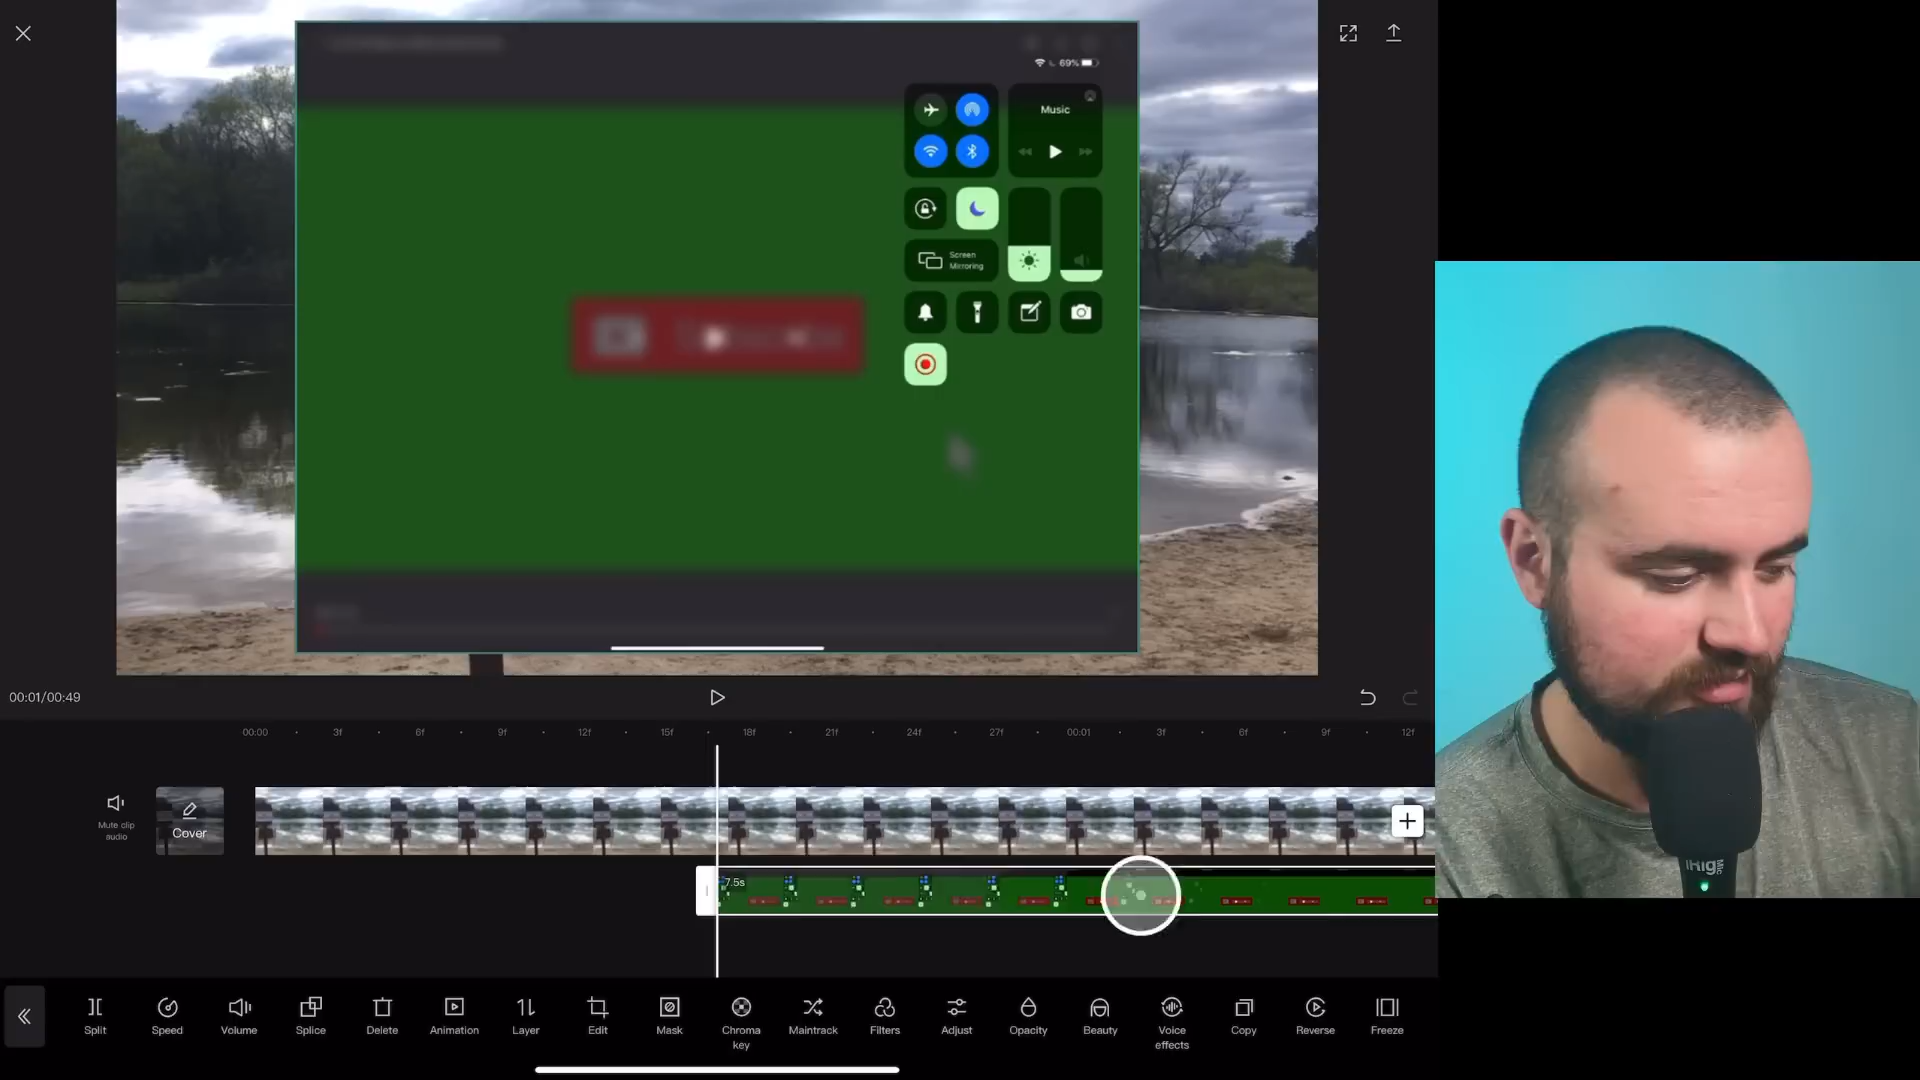 69%
Music
Screen
Mirroring
00:01/00:49
00:00 3f 6f 9f 12f 15f 18f 21f 24f 27f 00:01 3f 6f 9f 12f
Mute clip
audio
Cover
7.5s
iRig
Mic
Split
Speed
Volume
Splice
Delete
Animation
Layer
Edit
Mask
Chroma
key
Maintrack
Filters
Adjust
Opacity
Beauty
Voice
effects
Copy
Reverse
Freeze